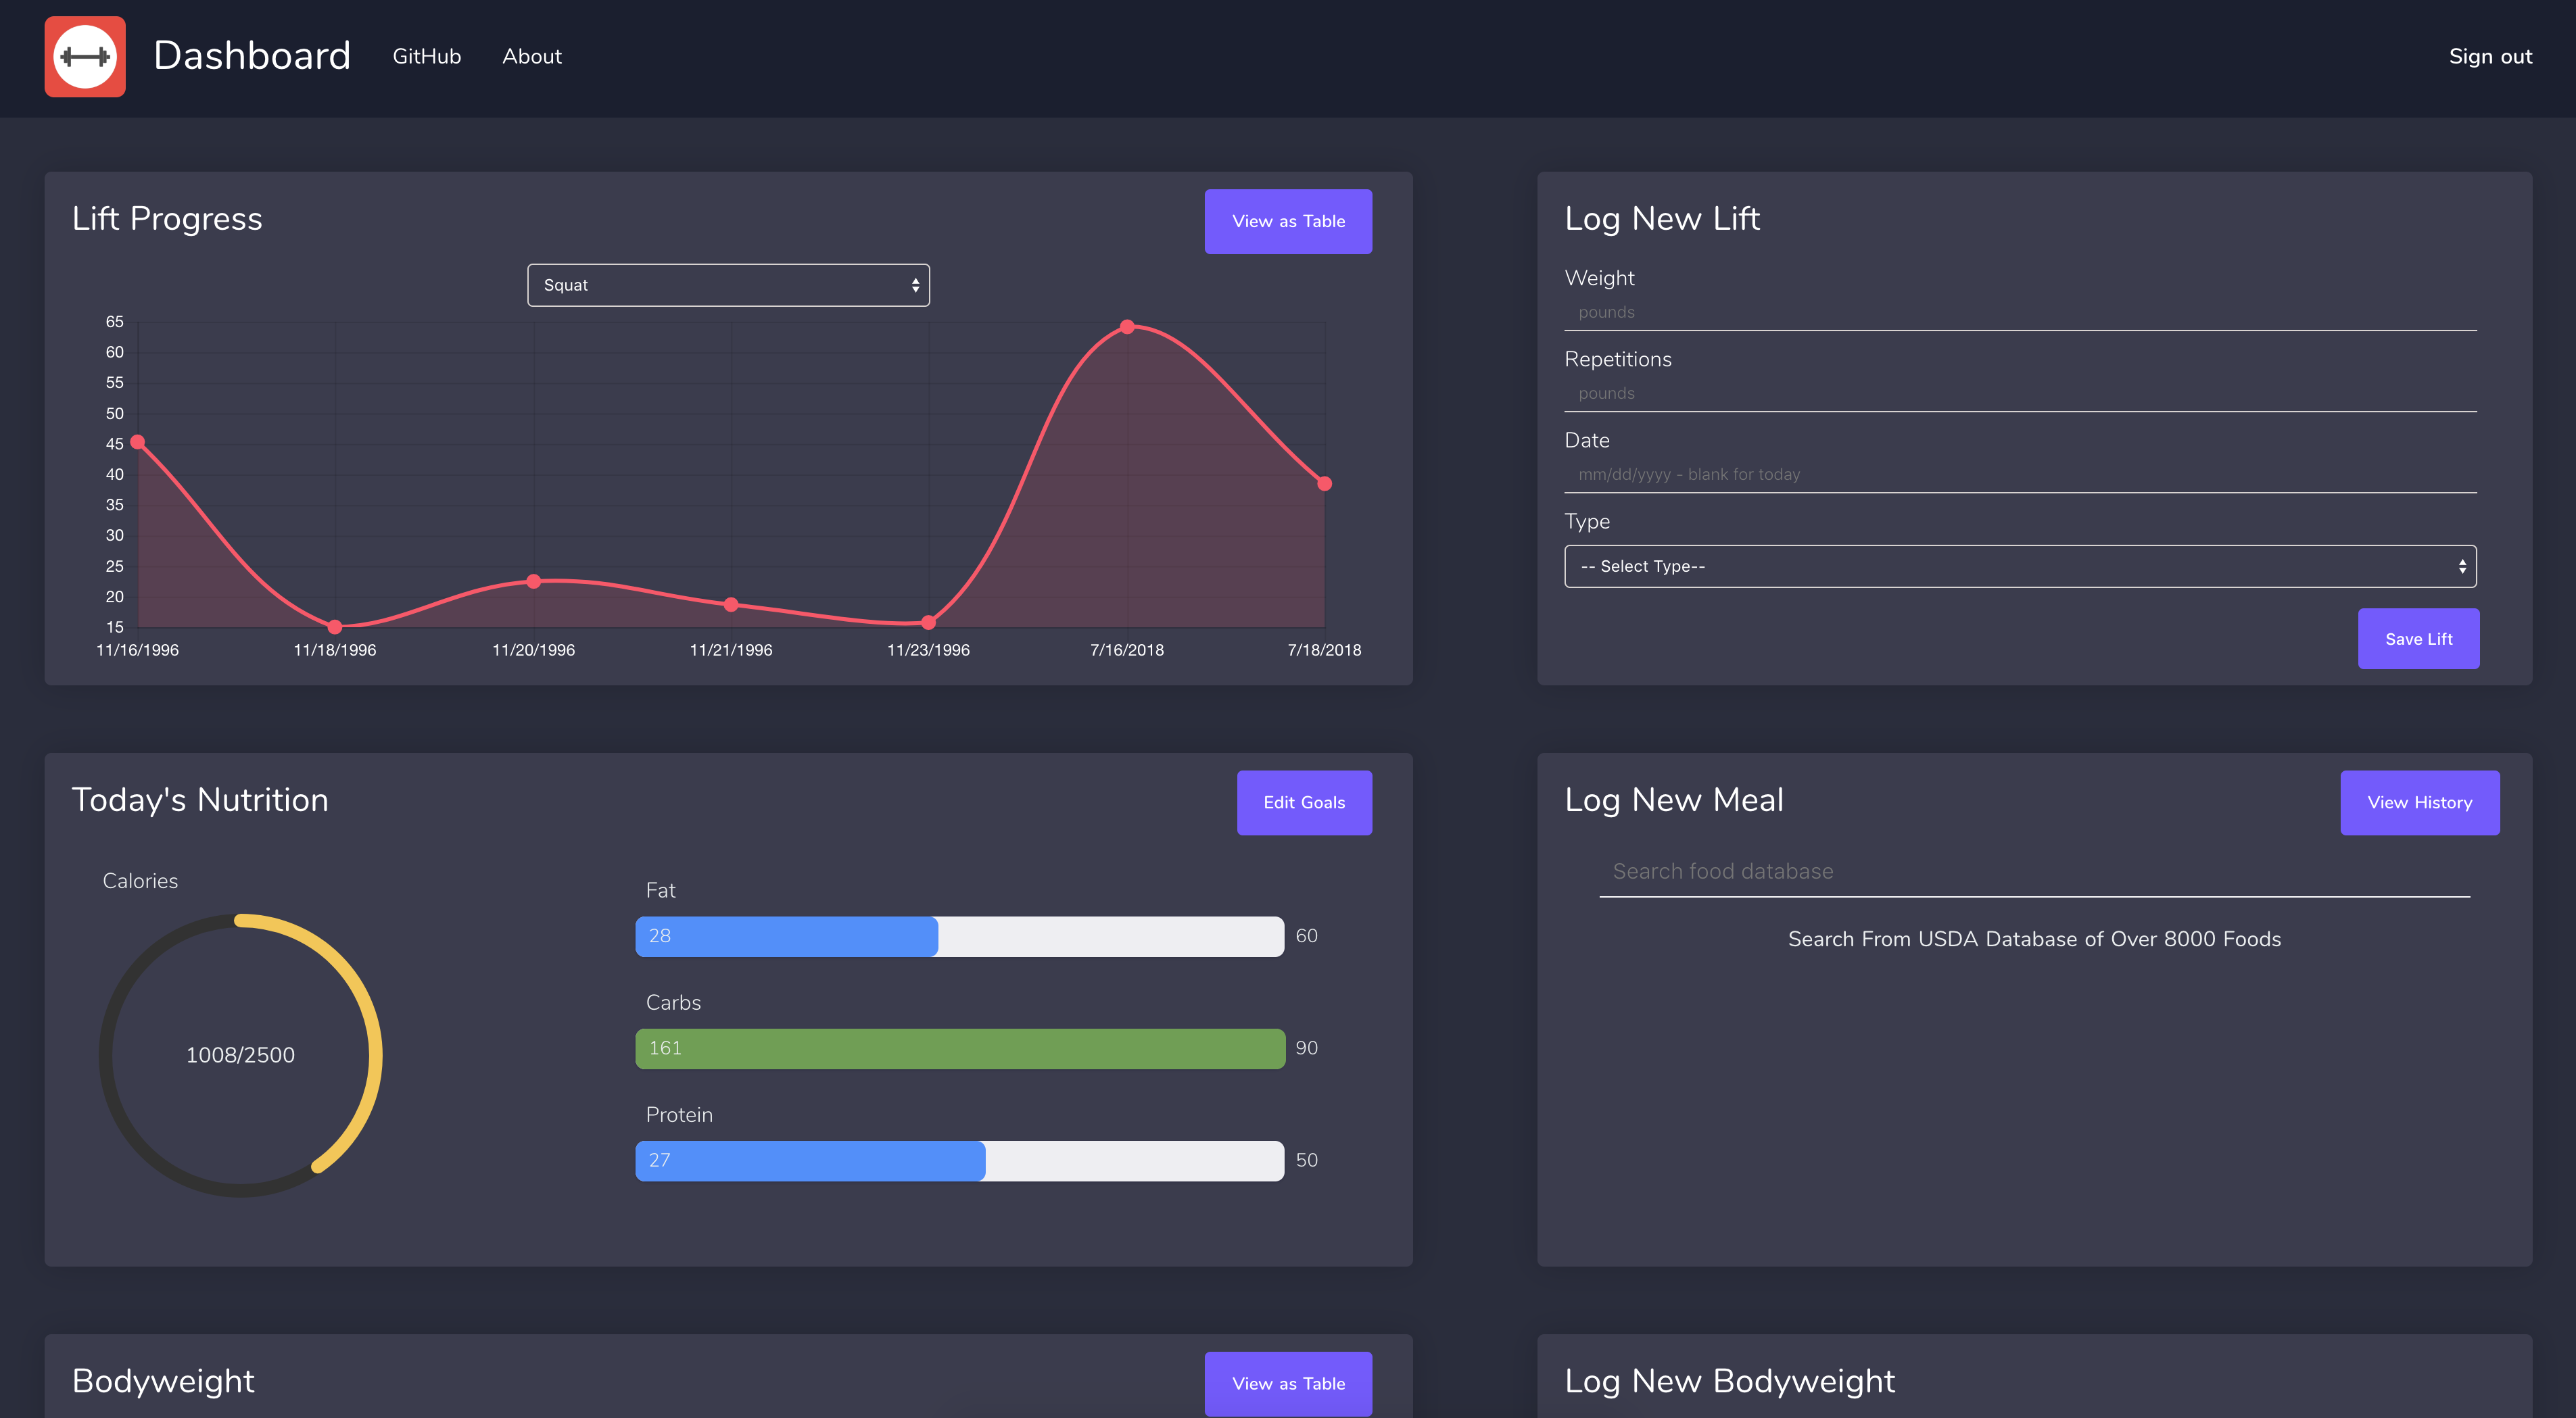 Dashboard GitHub About Sign out
Lift Progress
View as Table
Squat
65
60
55
50
45
40
35
30
25
20
15
11/16/1996 11/18/1996 11/20/1996 11/21/1996 11/23/1996 7/16/2018 7/18/2018
Log New Lift
Weight
pounds
Repetitions
pounds
Date
mm/dd/yyyy - blank for today
Type
-- Select Type--
Save Lift
Today's Nutrition
Edit Goals
Calories
1008/2500
Fat
28 60
Carbs
161 90
Protein
27 50
Log New Meal
View History
Search food database
Search From USDA Database of Over 8000 Foods
Bodyweight
View as Table
Log New Bodyweight